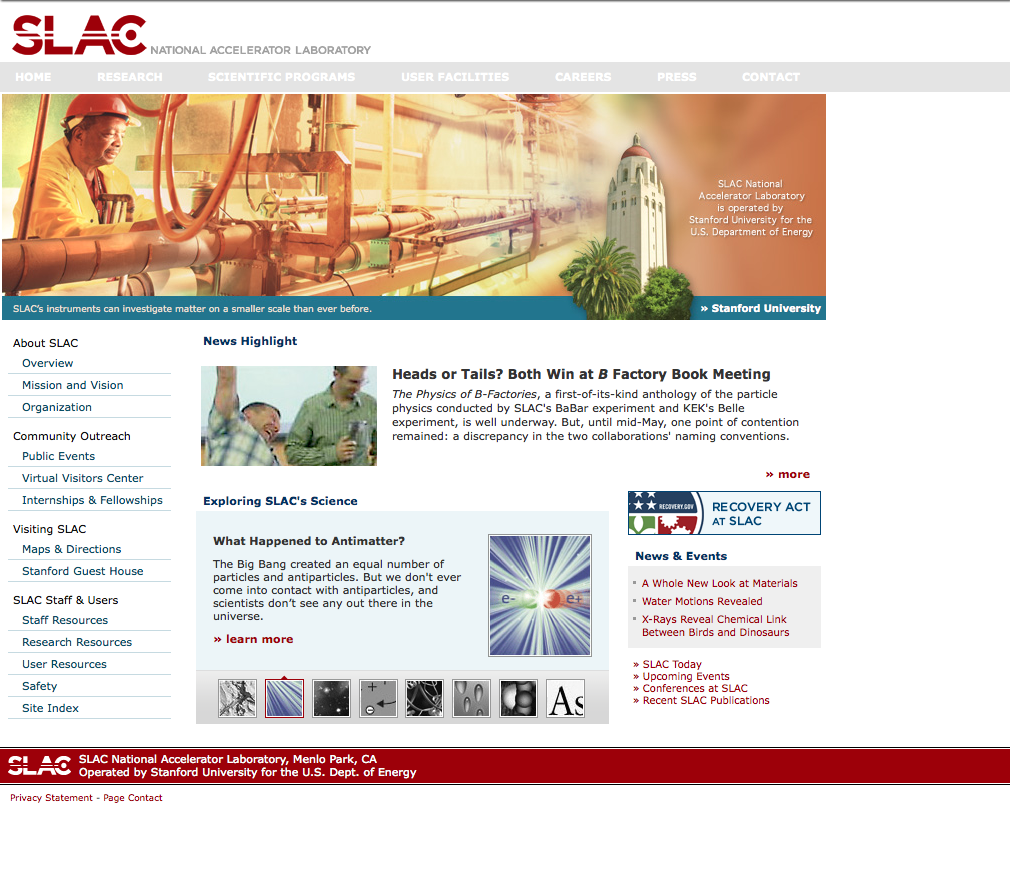 SLAC NATIONAL ACCELERATOR LABORATORY
HOME RESEARCH SCIENTIFIC PROGRAMS USER FACILITIES CAREERS PRESS CONTACT
SLAC National
Accelerator Laboratory
is operated by
Stanford University for the
U.S. Department of Energy
SLAC's instruments can investigate matter on a smaller scale than ever before.
» Stanford University
About SLAC
Overview
Mission and Vision
Organization
Community Outreach
Public Events
Virtual Visitors Center
Internships & Fellowships
Visiting SLAC
Maps & Directions
Stanford Guest House
SLAC Staff & Users
Staff Resources
Research Resources
User Resources
Safety
Site Index
News Highlight
Heads or Tails? Both Win at B Factory Book Meeting
The Physics of B-Factories, a first-of-its-kind anthology of the particle
physics conducted by SLAC's BaBar experiment and KEK's Belle
experiment, is well underway. But, until mid-May, one point of contention
remained: a discrepancy in the two collaborations' naming conventions.
» more
Exploring SLAC's Science
What Happened to Antimatter?
The Big Bang created an equal number of
particles and antiparticles. But we don't ever
come into contact with antiparticles, and
scientists don’t see any out there in the
universe.
» learn more
e- e+
As
RECOVERY.GOV
RECOVERY ACT
AT SLAC
News & Events
A Whole New Look at Materials
Water Motions Revealed
X-Rays Reveal Chemical Link
Between Birds and Dinosaurs
» SLAC Today
» Upcoming Events
» Conferences at SLAC
» Recent SLAC Publications
SLAC
SLAC National Accelerator Laboratory, Menlo Park, CA
Operated by Stanford University for the U.S. Dept. of Energy
Privacy Statement - Page Contact